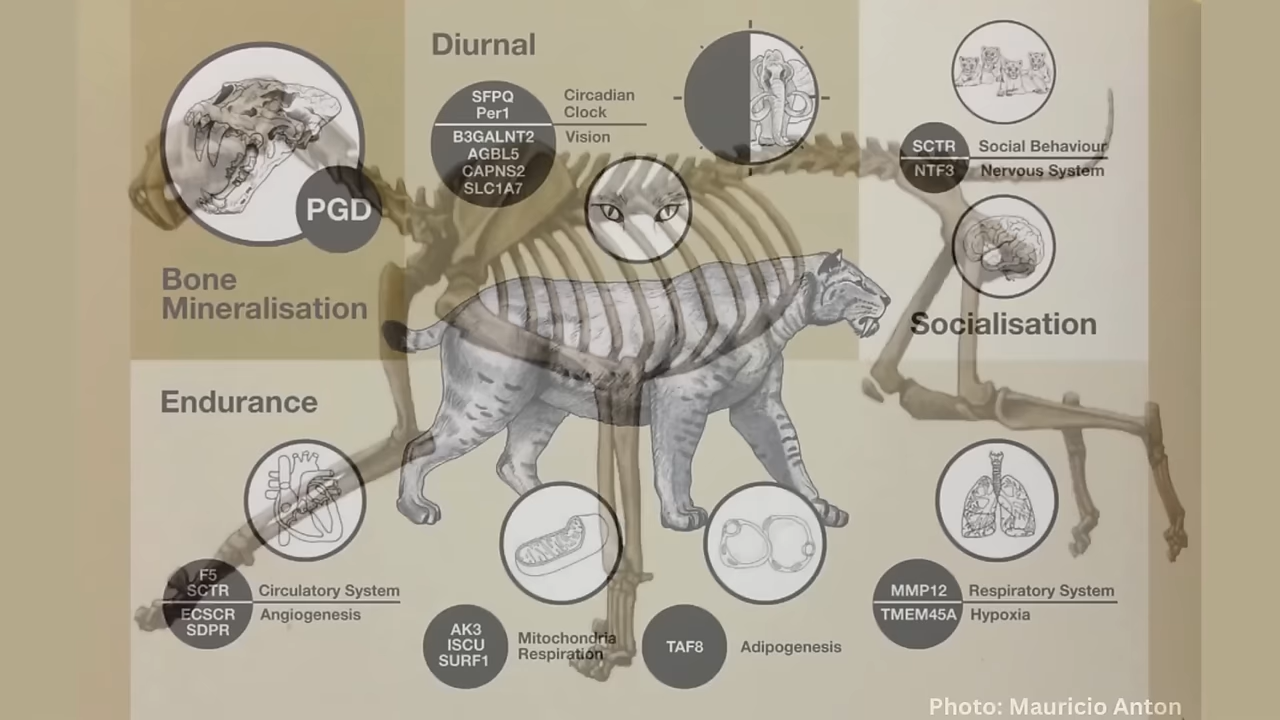 PGD
Bone
Mineralisation
Diurnal
SFPQ
Per1
Circadian
Clock
B3GALNT2
AGBL5
CAPNS2
SLC1A7
Vision
SCTR
Social Behaviour
NTF3
Nervous System
Socialisation
Endurance
F5
SCTR
Circulatory System
ECSCR
SDPR
Angiogenesis
AK3
ISCU
SURF1
Mitochondria
Respiration
TAF8
Adipogenesis
MMP12
Respiratory System
TMEM45A
Hypoxia
Photo: Mauricio Anton